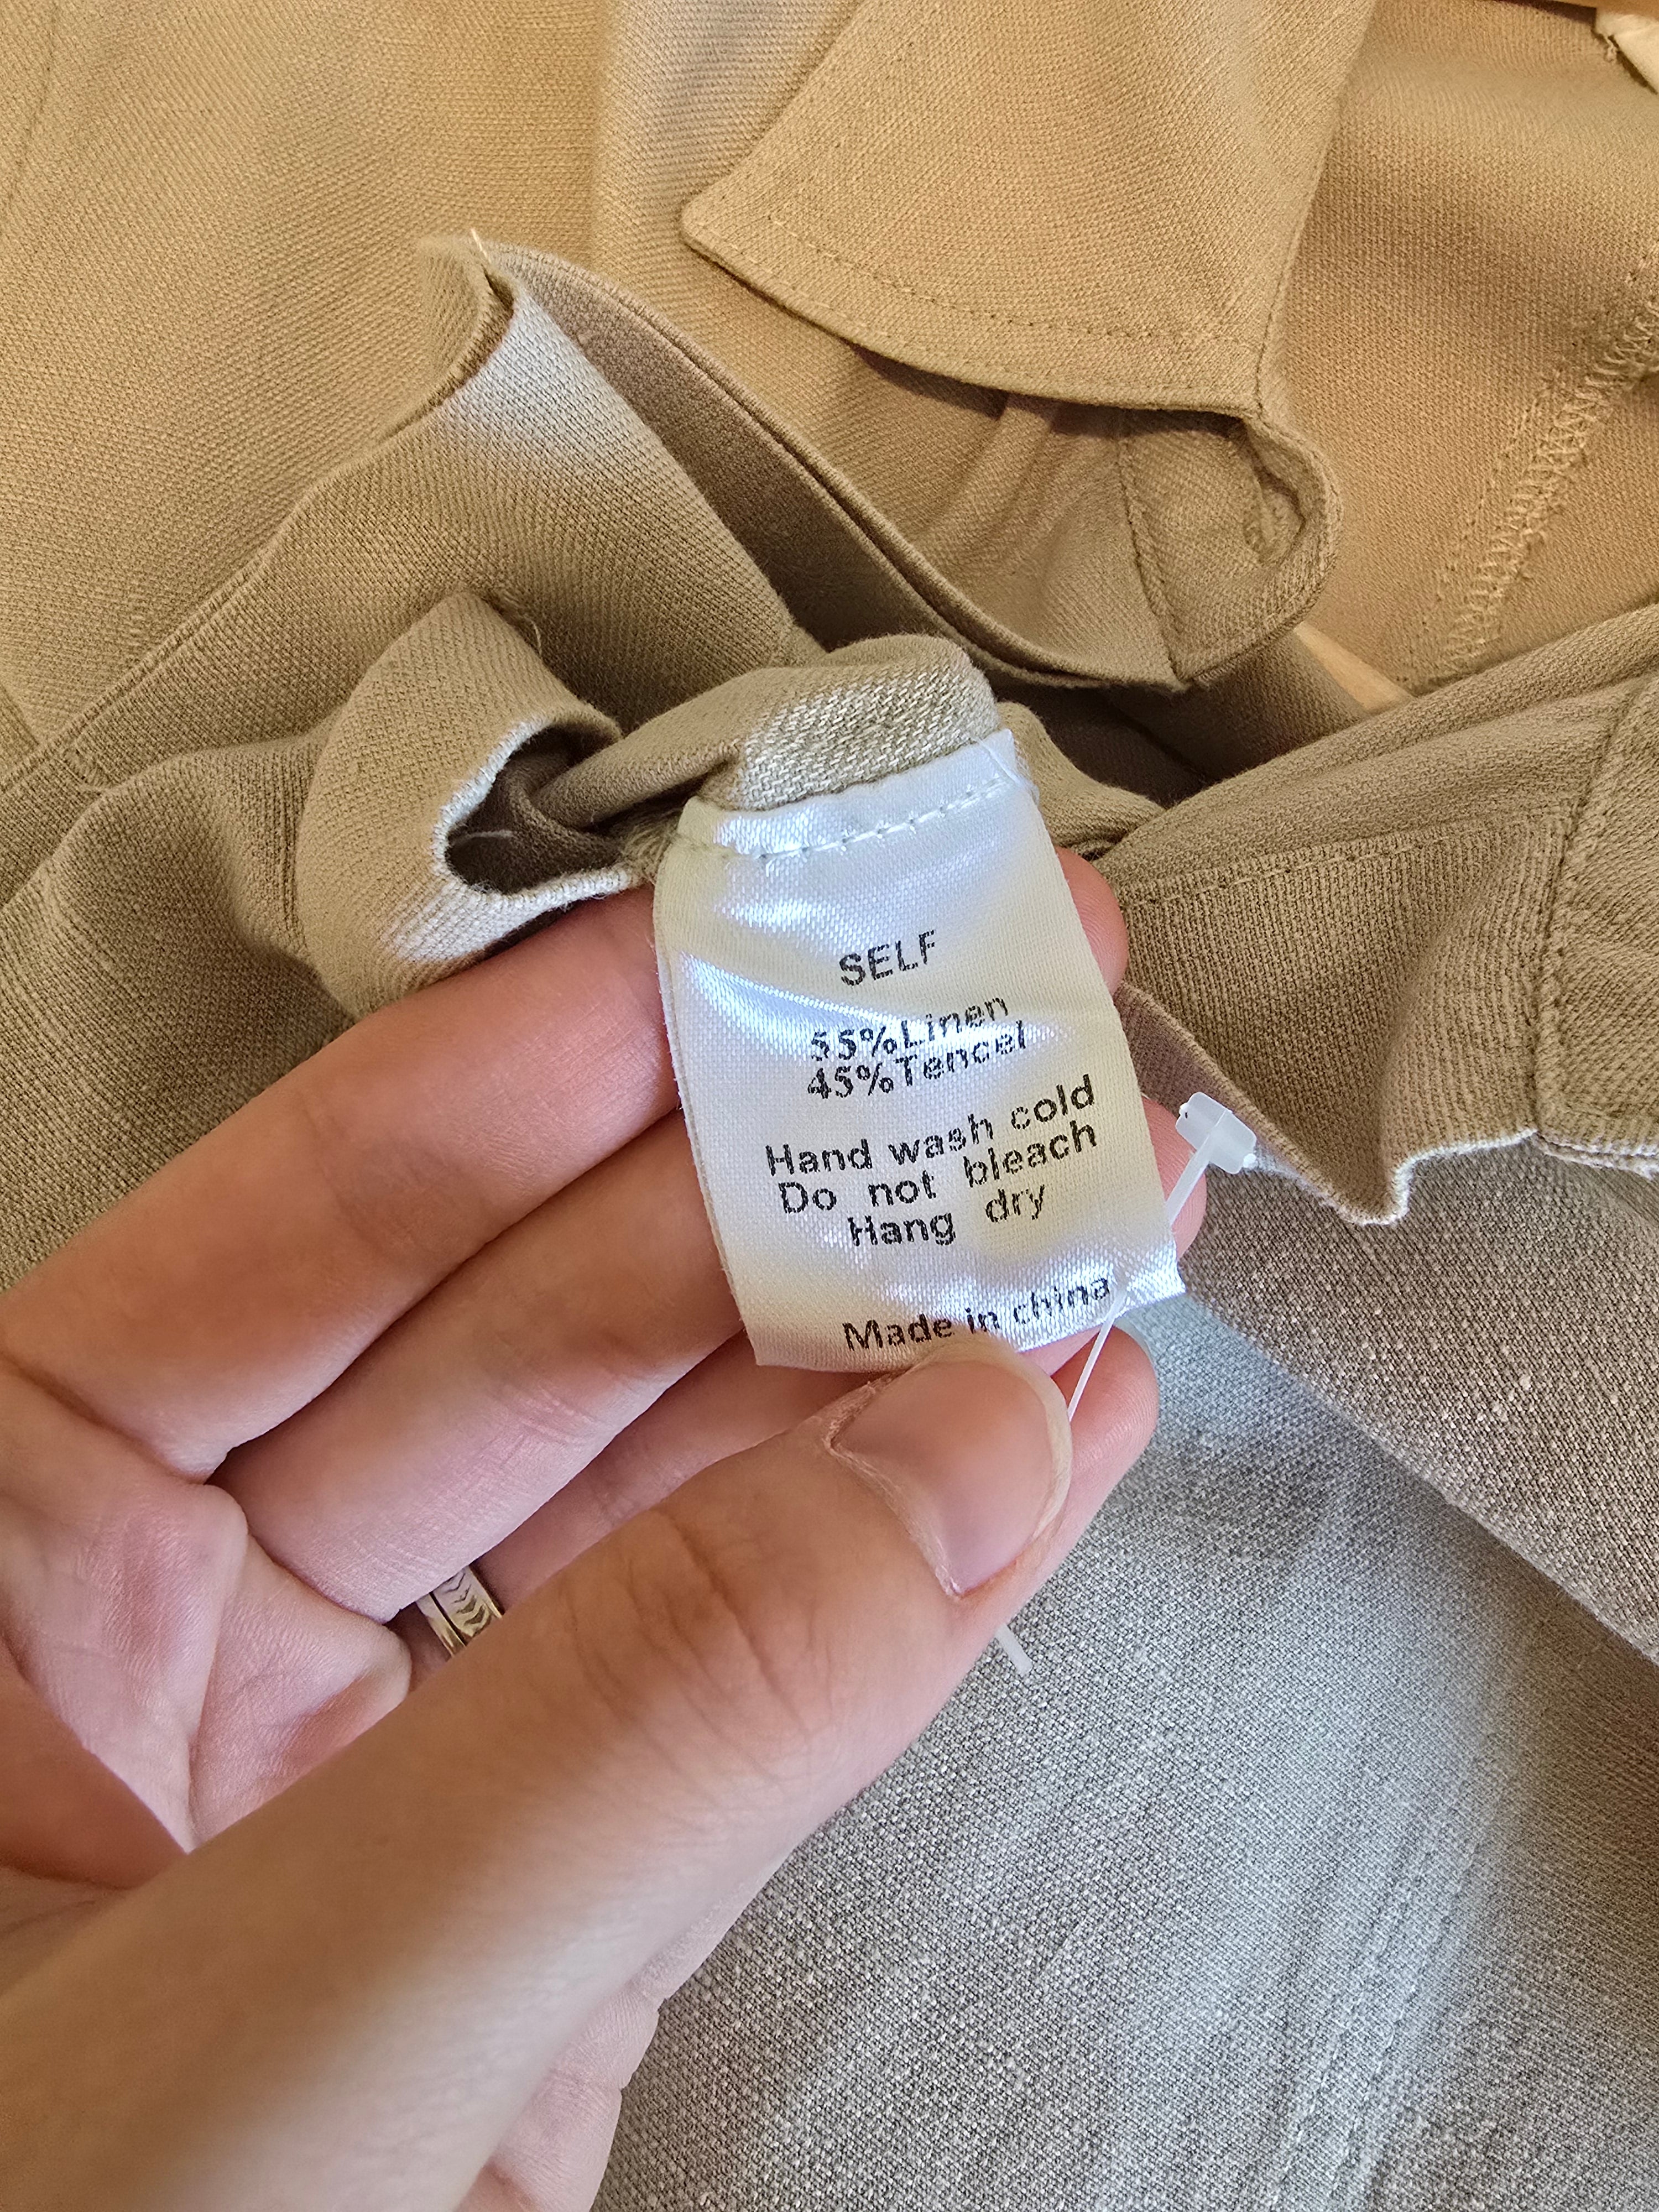 SELF
55%Linen
45%Tencel
Hand wash cold
Do not bleach
Hang dry
Made in china